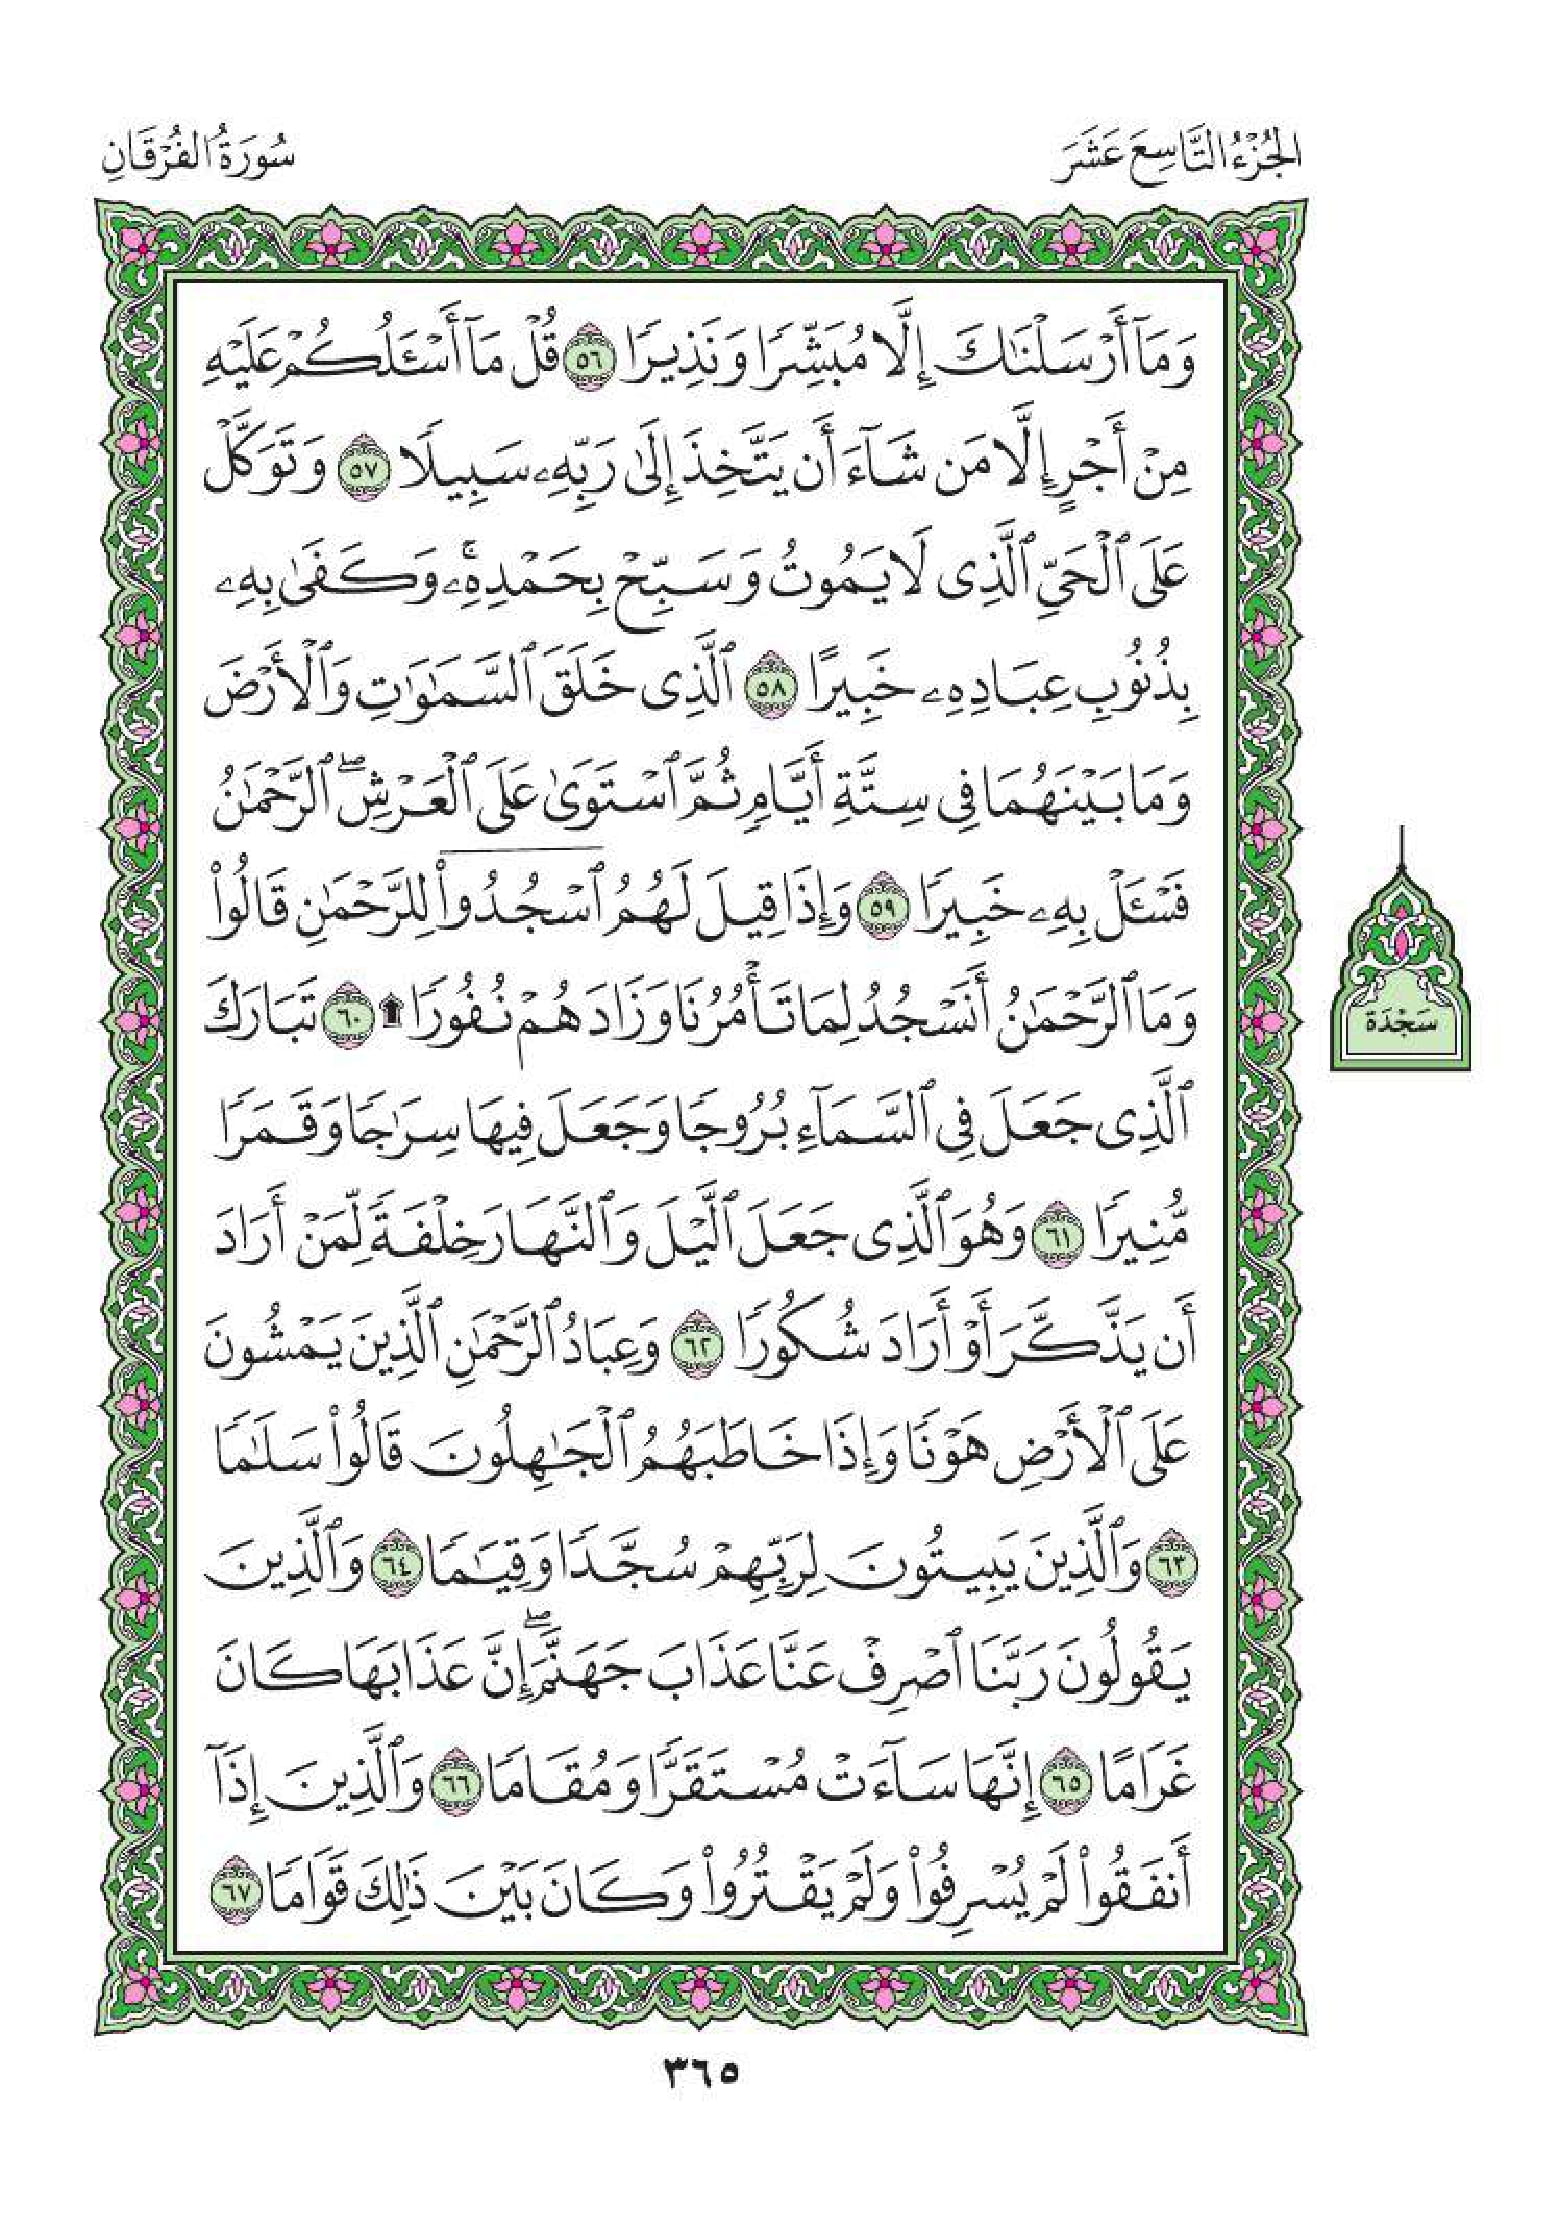 الجُزْءُ التَّاسِعَ عَشَرَ
سُورَةُ الفُرْقَانِ
وَمَآ أَرْسَلْنَٰكَ إِلَّا مُبَشِّرًا وَنَذِيرًا ٥٦ قُلْ مَآ أَسْـَٔلُكُمْ عَلَيْهِ
مِنْ أَجْرٍ إِلَّا مَن شَآءَ أَن يَتَّخِذَ إِلَىٰ رَبِّهِۦ سَبِيلًا ٥٧ وَتَوَكَّلْ
عَلَى ٱلْحَىِّ ٱلَّذِى لَا يَمُوتُ وَسَبِّحْ بِحَمْدِهِۦۚ وَكَفَىٰ بِهِۦ
بِذُنُوبِ عِبَادِهِۦ خَبِيرًا ٥٨ ٱلَّذِى خَلَقَ ٱلسَّمَٰوَٰتِ وَٱلْأَرْضَ
وَمَا بَيْنَهُمَا فِى سِتَّةِ أَيَّامٍ ثُمَّ ٱسْتَوَىٰ عَلَى ٱلْعَرْشِۖ ٱلرَّحْمَٰنُ
فَسْـَٔلْ بِهِۦ خَبِيرًا ٥٩ وَإِذَا قِيلَ لَهُمُ ٱسْجُدُوا۟ لِلرَّحْمَٰنِ قَالُوا۟
وَمَا ٱلرَّحْمَٰنُ أَنَسْجُدُ لِمَا تَأْمُرُنَا وَزَادَهُمْ نُفُورًا ۩ ٦٠ تَبَارَكَ
سَجْدَة
ٱلَّذِى جَعَلَ فِى ٱلسَّمَآءِ بُرُوجًا وَجَعَلَ فِيهَا سِرَٰجًا وَقَمَرًا
مُّنِيرًا ٦١ وَهُوَ ٱلَّذِى جَعَلَ ٱلَّيْلَ وَٱلنَّهَارَ خِلْفَةً لِّمَنْ أَرَادَ
أَن يَذَّكَّرَ أَوْ أَرَادَ شُكُورًا ٦٢ وَعِبَادُ ٱلرَّحْمَٰنِ ٱلَّذِينَ يَمْشُونَ
عَلَى ٱلْأَرْضِ هَوْنًا وَإِذَا خَاطَبَهُمُ ٱلْجَٰهِلُونَ قَالُوا۟ سَلَٰمًا
٦٣ وَٱلَّذِينَ يَبِيتُونَ لِرَبِّهِمْ سُجَّدًا وَقِيَٰمًا ٦٤ وَٱلَّذِينَ
يَقُولُونَ رَبَّنَا ٱصْرِفْ عَنَّا عَذَابَ جَهَنَّمَۖ إِنَّ عَذَابَهَا كَانَ
غَرَامًا ٦٥ إِنَّهَا سَآءَتْ مُسْتَقَرًّا وَمُقَامًا ٦٦ وَٱلَّذِينَ إِذَآ
أَنفَقُوا۟ لَمْ يُسْرِفُوا۟ وَلَمْ يَقْتُرُوا۟ وَكَانَ بَيْنَ ذَٰلِكَ قَوَامًا ٦٧
٣٦٥